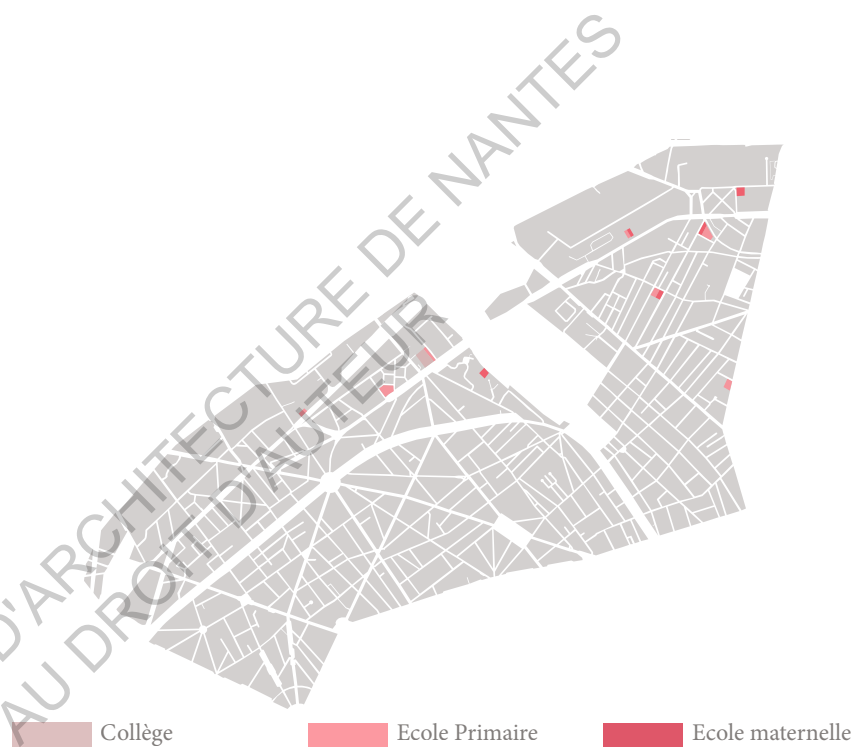 D'ARCHITECTURE DE NANTES
AU DROIT D'AUTEUR
Collège
Ecole Primaire
Ecole maternelle